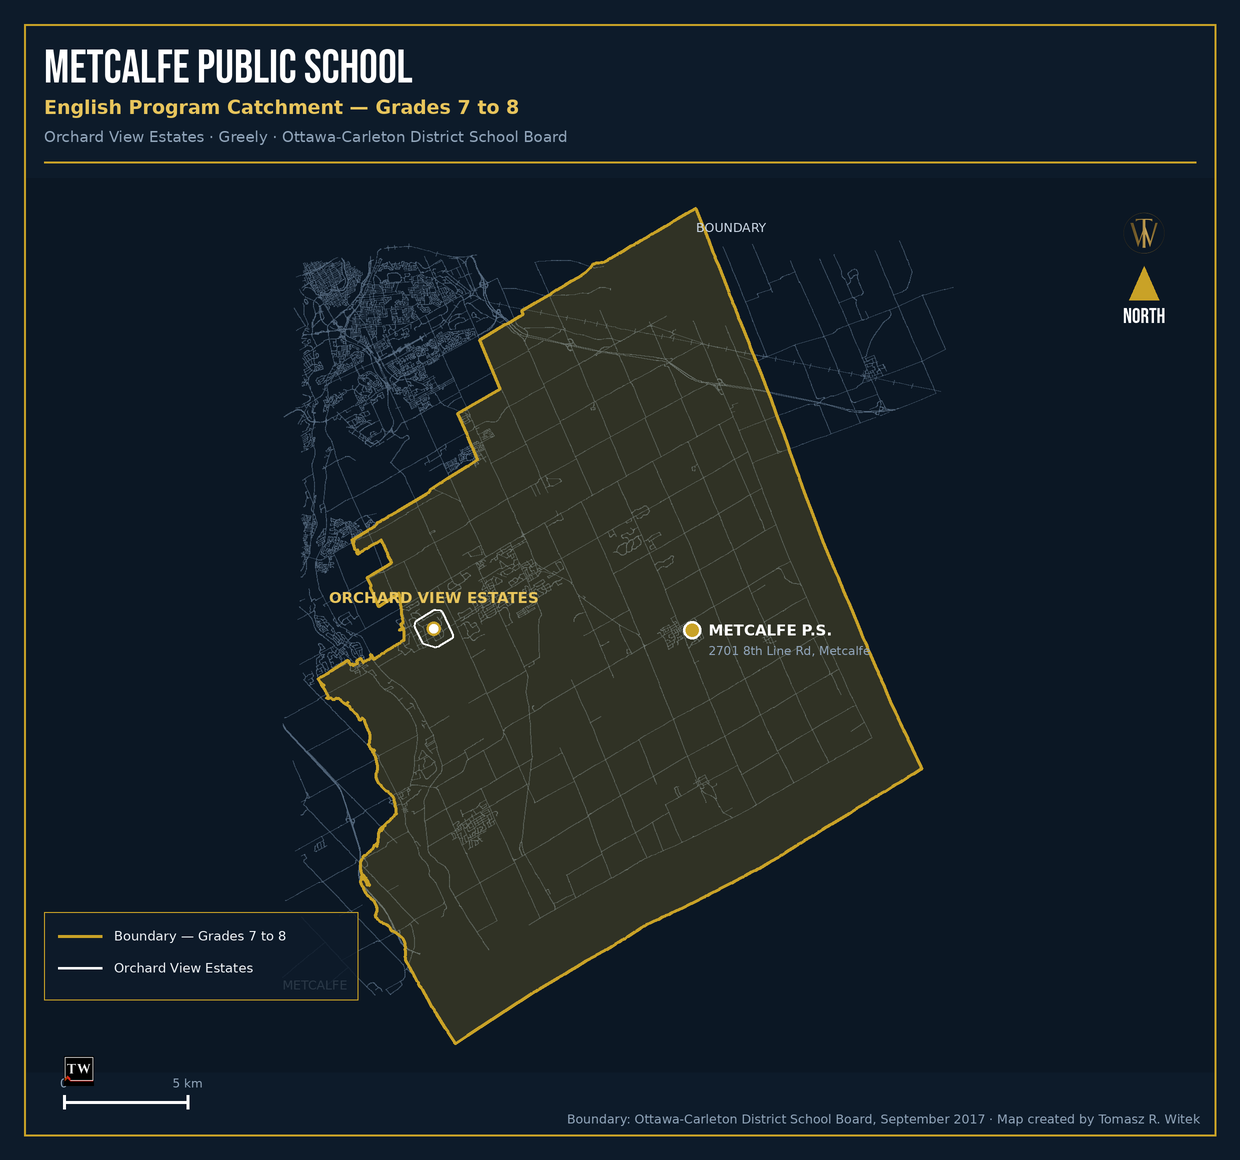 METCALFE PUBLIC SCHOOL
English Program Catchment — Grades 7 to 8
Orchard View Estates · Greely · Ottawa-Carleton District School Board
BOUNDARY
TW
NORTH
ORCHARD VIEW ESTATES
METCALFE P.S.
2701 8th Line Rd, Metcalfe
Boundary — Grades 7 to 8
Orchard View Estates
METCALFE
TW
0 5 km
Boundary: Ottawa-Carleton District School Board, September 2017 · Map created by Tomasz R. Witek